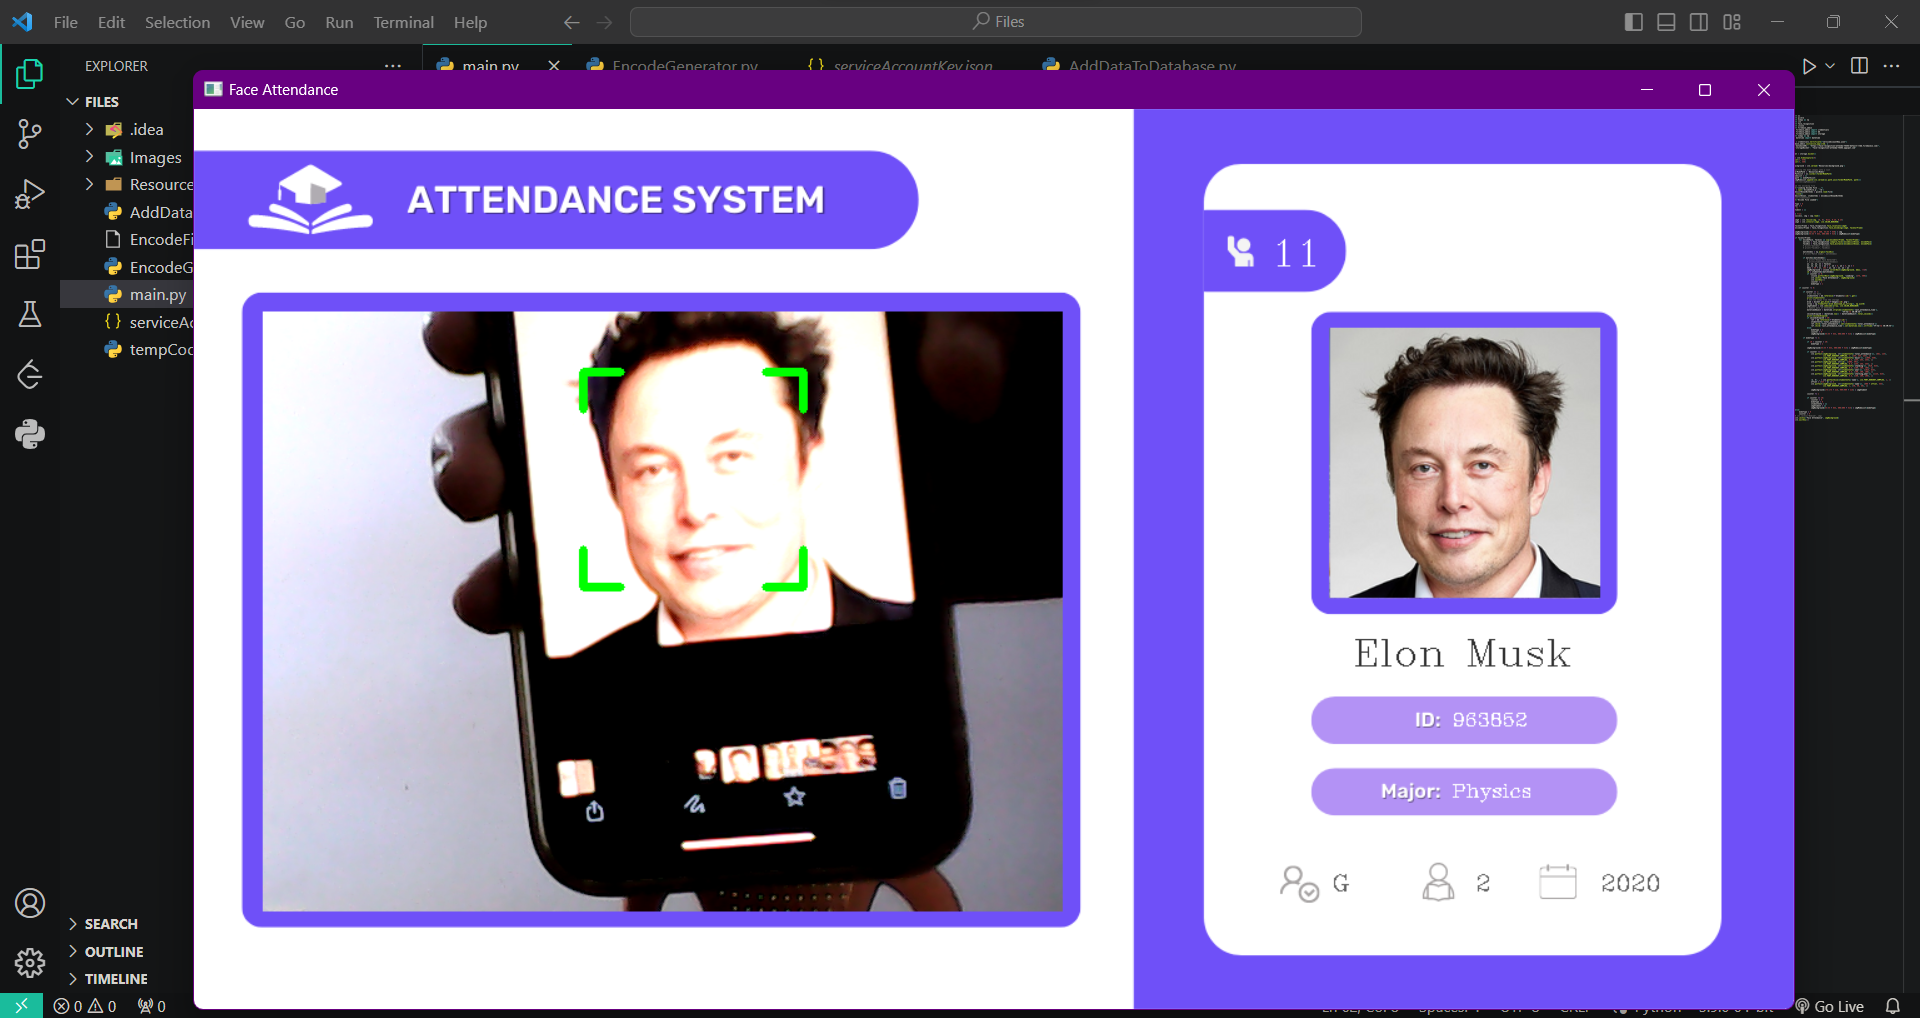 File Edit Selection View Go Run Terminal Help
Files
EXPLORER
main.py
EncodeGenerator.py
serviceAccountKey.json
AddDataToDatabase.py
FILES
.idea
Images
Resource
AddData
EncodeFi
EncodeG
main.py
serviceAc
tempCod
SEARCH
OUTLINE
TIMELINE
0 0 0
Face Attendance
ATTENDANCE SYSTEM
11
Elon Musk
ID: 963852
Major: Physics
G 2 2020
Go Live